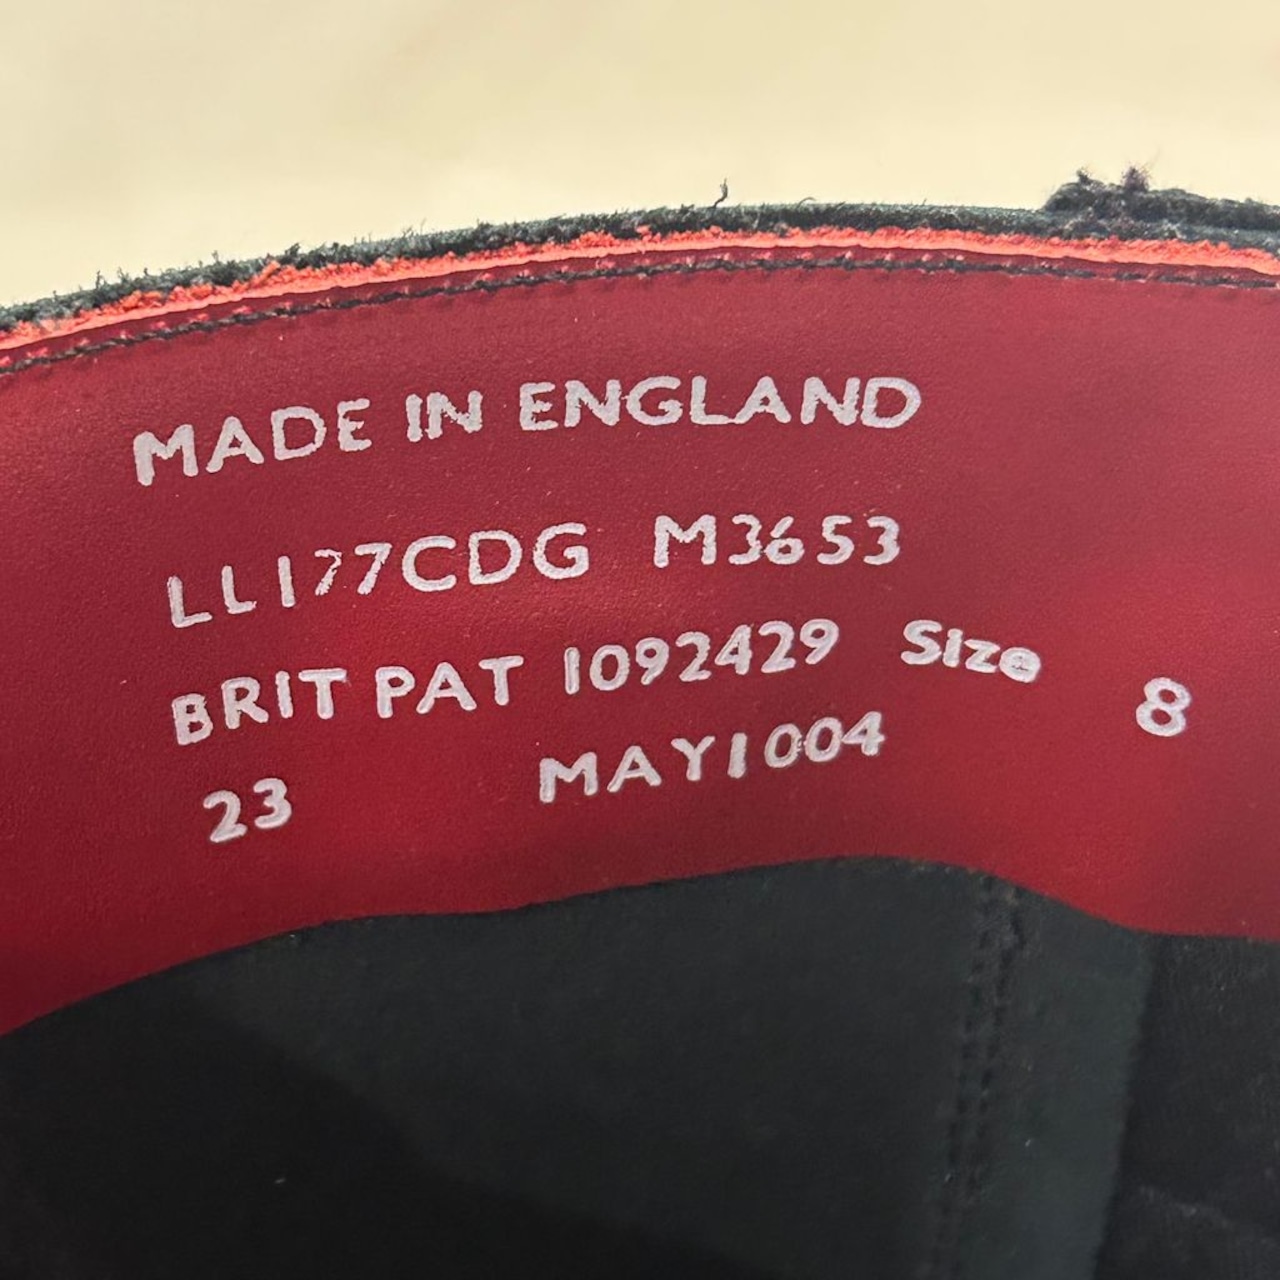 MADE IN ENGLAND
LL177CDG M3653
BRIT PAT 1092429 Size 8
23 MAY1004